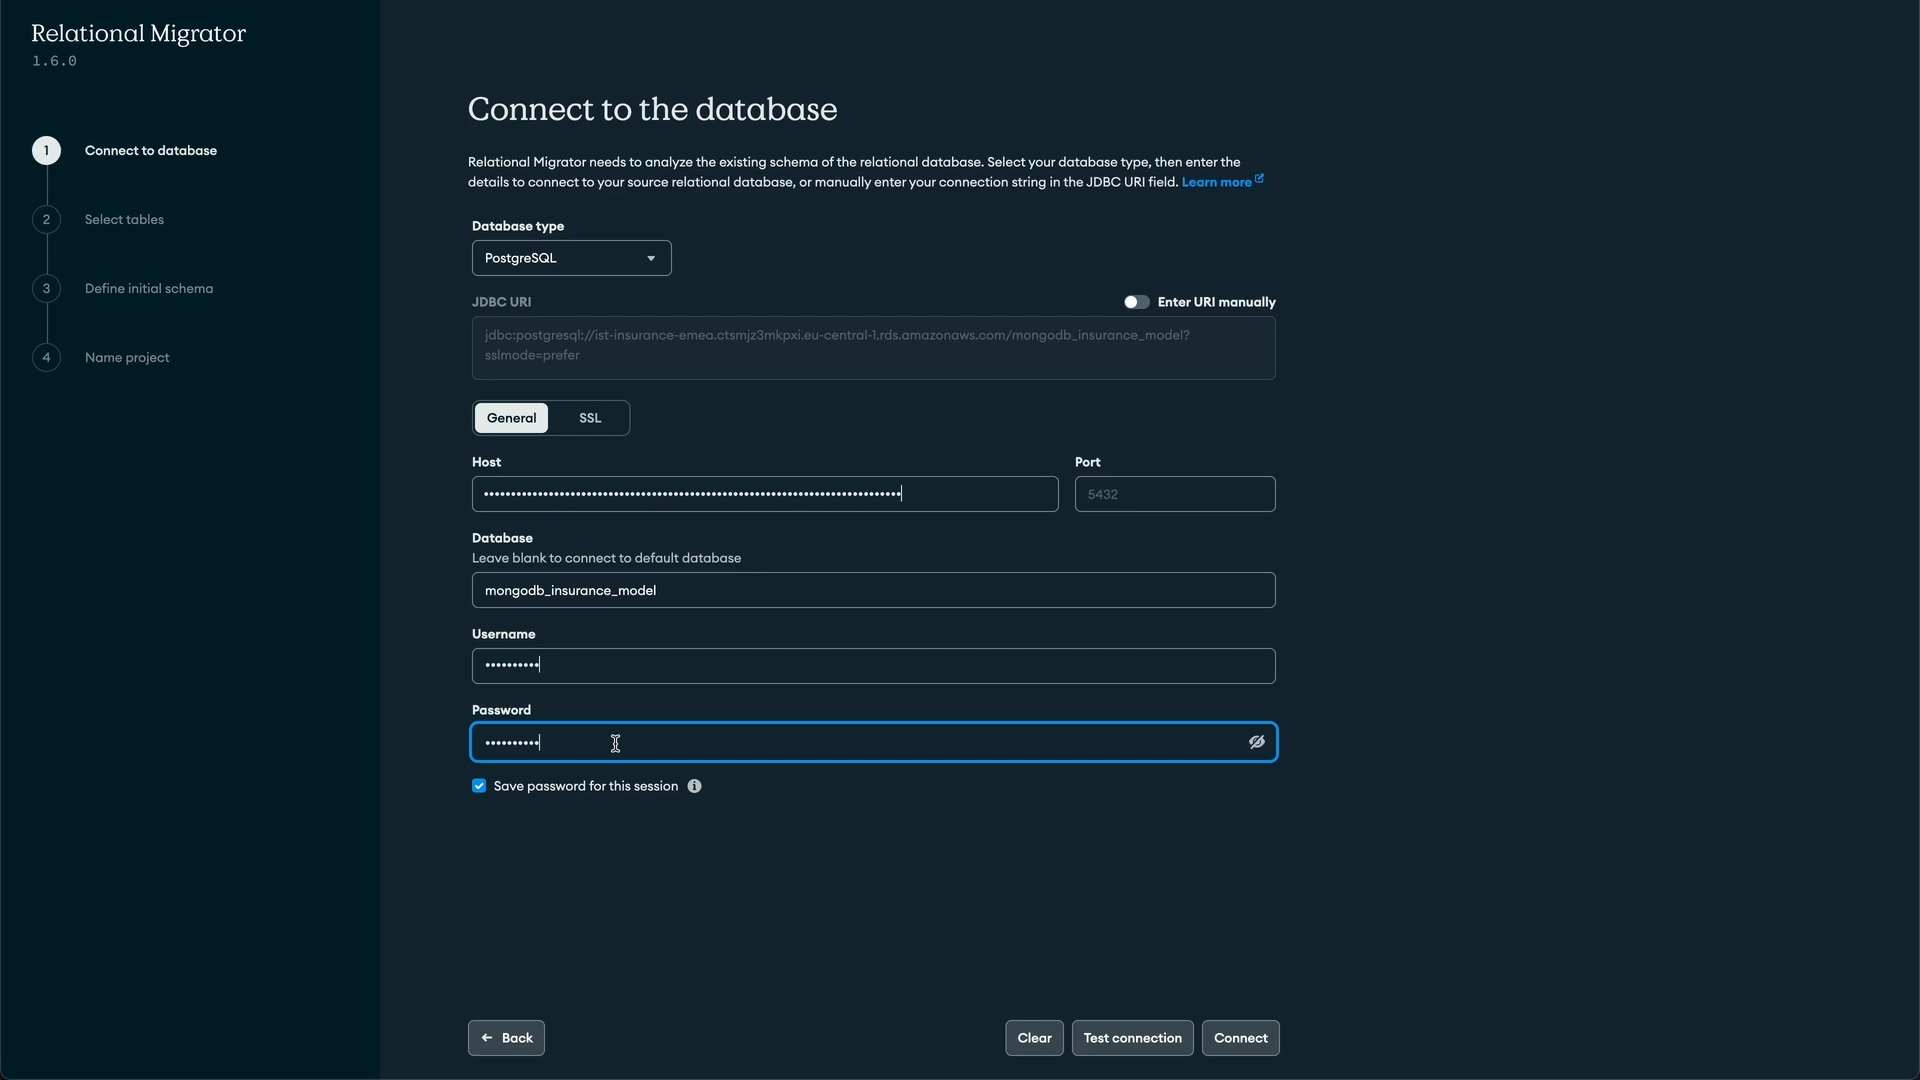 Relational Migrator
1.6.0
1 Connect to database
2 Select tables
3 Define initial schema
4 Name project
Connect to the database
Relational Migrator needs to analyze the existing schema of the relational database. Select your database type, then enter the
details to connect to your source relational database, or manually enter your connection string in the JDBC URI field. Learn more
Database type
PostgreSQL
JDBC URI
Enter URI manually
jdbc:postgresql://ist-insurance-emea.ctsmjz3mkpxi.eu-central-1.rds.amazonaws.com/mongodb_insurance_model?
sslmode=prefer
General SSL
Host Port
5432
Database
Leave blank to connect to default database
mongodb_insurance_model
Username
Password
Save password for this session
Back Clear Test connection Connect